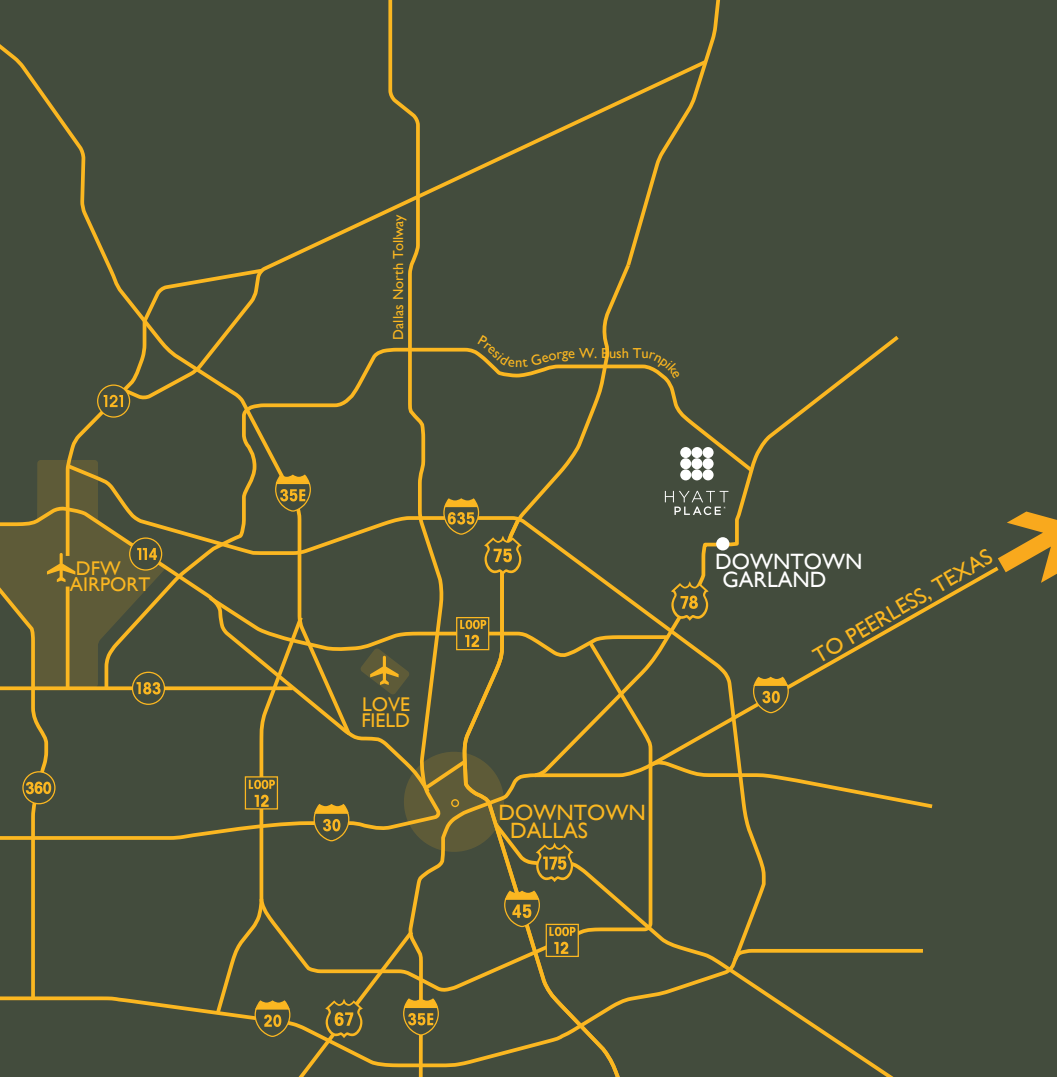 Dallas North Tollway
President George W. Bush Turnpike
121
HYATT
PLACE
35E
635
75
114
DFW
AIRPORT
DOWNTOWN
GARLAND
78
TO PEERLESS, TEXAS
LOOP
12
183
LOVE
FIELD
30
360
LOOP
12
30
DOWNTOWN
DALLAS
175
45
LOOP
12
20
67
35E